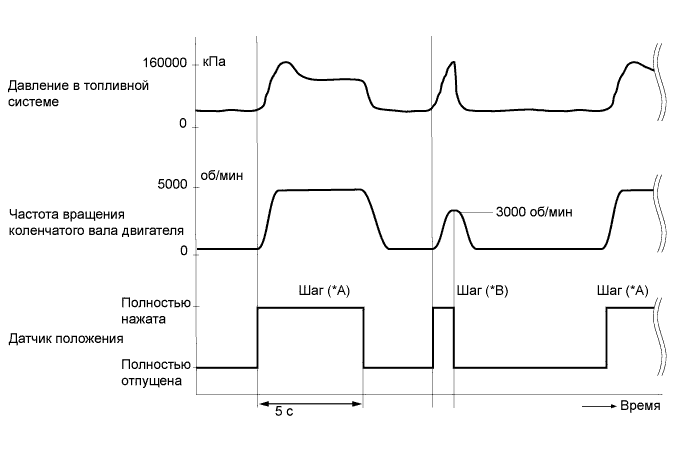 160000 кПа
Давление в топливной
системе
0
об/мин
5000
Частота вращения
коленчатого вала двигателя
3000 об/мин
0
Шаг (*A)
Шаг (*B)
Шаг (*A)
Полностью
нажата
Датчик положения
Полностью
отпущена
5 с
Время